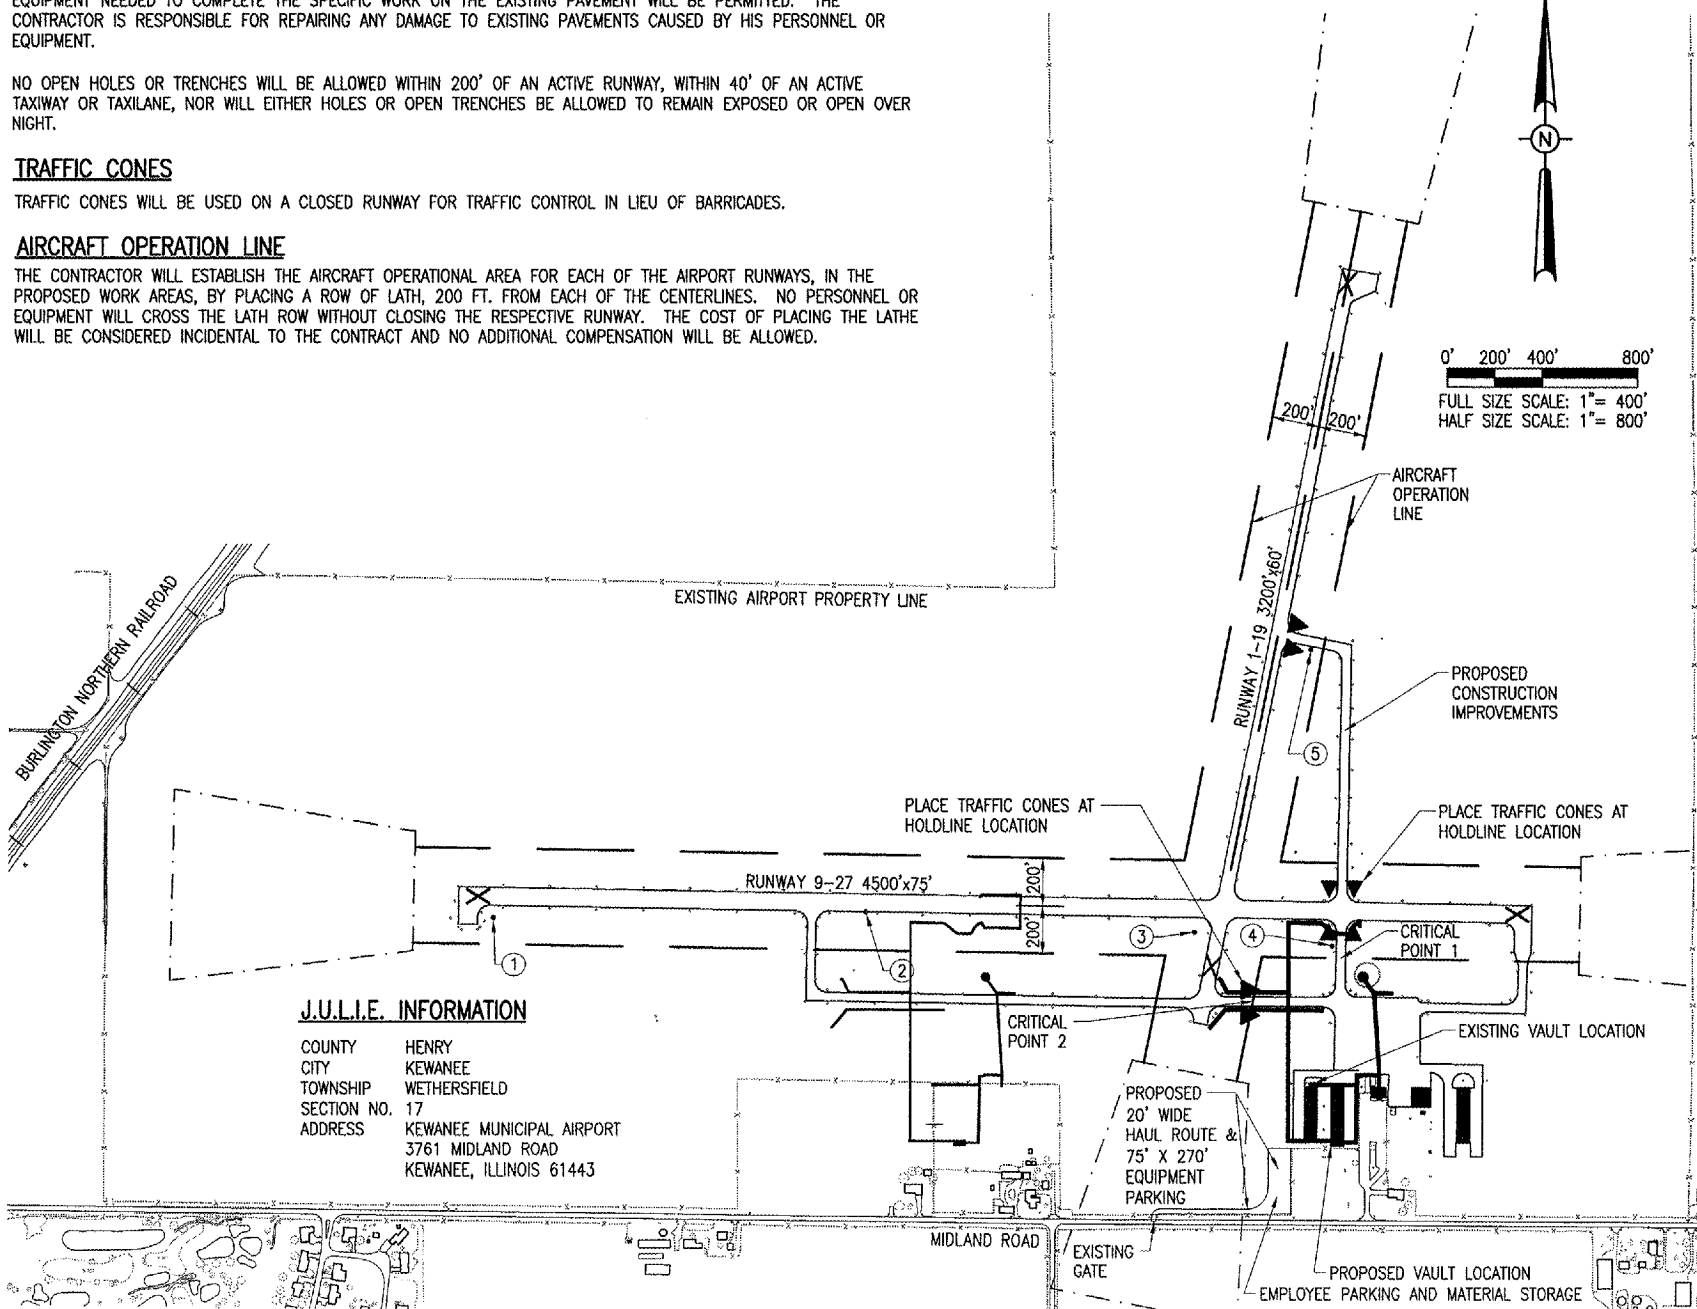 EQUIPMENT NEEDED TO COMPLETE THE SPECIFIC WORK ON THE EXISTING PAVEMENT WILL BE PERMITTED. THE
CONTRACTOR IS RESPONSIBLE FOR REPAIRING ANY DAMAGE TO EXISTING PAVEMENTS CAUSED BY HIS PERSONNEL OR
EQUIPMENT.
NO OPEN HOLES OR TRENCHES WILL BE ALLOWED WITHIN 200' OF AN ACTIVE RUNWAY, WITHIN 40' OF AN ACTIVE
TAXIWAY OR TAXILANE, NOR WILL EITHER HOLES OR OPEN TRENCHES BE ALLOWED TO REMAIN EXPOSED OR OPEN OVER
NIGHT.
TRAFFIC CONES
TRAFFIC CONES WILL BE USED ON A CLOSED RUNWAY FOR TRAFFIC CONTROL IN LIEU OF BARRICADES.
AIRCRAFT OPERATION LINE
THE CONTRACTOR WILL ESTABLISH THE AIRCRAFT OPERATIONAL AREA FOR EACH OF THE AIRPORT RUNWAYS, IN THE
PROPOSED WORK AREAS, BY PLACING A ROW OF LATH, 200 FT. FROM EACH OF THE CENTERLINES. NO PERSONNEL OR
EQUIPMENT WILL CROSS THE LATH ROW WITHOUT CLOSING THE RESPECTIVE RUNWAY. THE COST OF PLACING THE LATHE
WILL BE CONSIDERED INCIDENTAL TO THE CONTRACT AND NO ADDITIONAL COMPENSATION WILL BE ALLOWED.
N
0' 200' 400' 800'
FULL SIZE SCALE: 1"= 400'
HALF SIZE SCALE: 1"= 800'
200' 200'
AIRCRAFT
OPERATION
LINE
RUNWAY 1-19 3200'x60'
EXISTING AIRPORT PROPERTY LINE
BURLINGTON NORTHERN RAILROAD
PROPOSED
CONSTRUCTION
IMPROVEMENTS
5
PLACE TRAFFIC CONES AT
HOLDLINE LOCATION
PLACE TRAFFIC CONES AT
HOLDLINE LOCATION
RUNWAY 9-27 4500'x75'
200'
200'
1
2
3
4
CRITICAL
POINT 1
CRITICAL
POINT 2
EXISTING VAULT LOCATION
J.U.L.I.E. INFORMATION
COUNTY HENRY
CITY KEWANEE
TOWNSHIP WETHERSFIELD
SECTION NO. 17
ADDRESS KEWANEE MUNICIPAL AIRPORT
3761 MIDLAND ROAD
KEWANEE, ILLINOIS 61443
PROPOSED
20' WIDE
HAUL ROUTE &
75' X 270'
EQUIPMENT
PARKING
MIDLAND ROAD
EXISTING
GATE
PROPOSED VAULT LOCATION
EMPLOYEE PARKING AND MATERIAL STORAGE